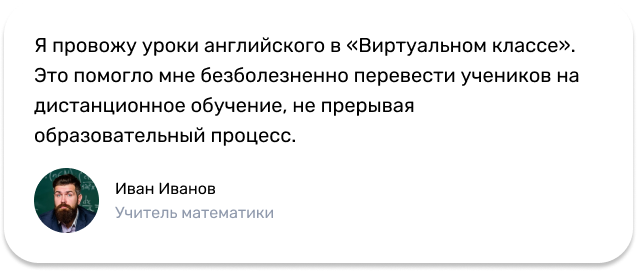 Я провожу уроки английского в «Виртуальном классе».
Это помогло мне безболезненно перевести учеников на
дистанционное обучение, не прерывая
образовательный процесс.
Иван Иванов
Учитель математики